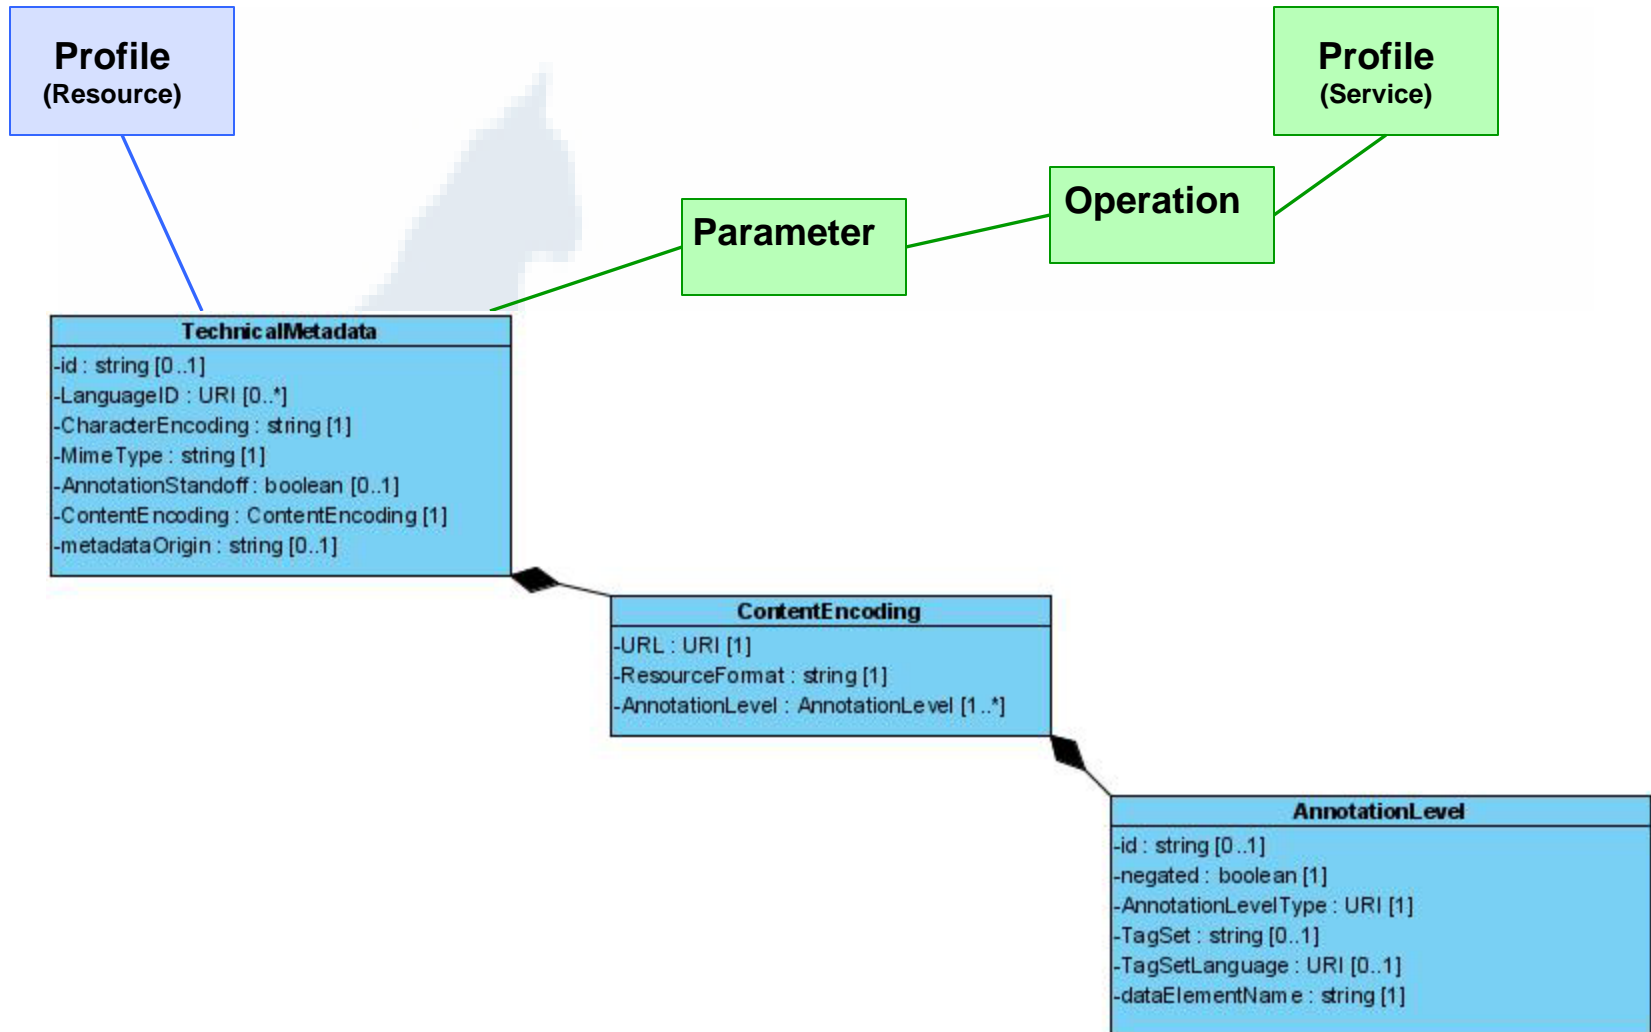 Profile
(Resource)
Profile
(Service)
Parameter
Operation
TechnicalMetadata
-id : string [0..1]
-LanguageID : URI [0..*]
-CharacterEncoding : string [1]
-MimeType : string [1]
-AnnotationStandoff : boolean [0..1]
-ContentEncoding : ContentEncoding [1]
-metadataOrigin : string [0..1]
ContentEncoding
-URL : URI [1]
-ResourceFormat : string [1]
-AnnotationLevel : AnnotationLevel [1..*]
AnnotationLevel
-id : string [0..1]
-negated : boolean [1]
-AnnotationLevelType : URI [1]
-TagSet : string [0..1]
-TagSetLanguage : URI [0..1]
-dataElementName : string [1]